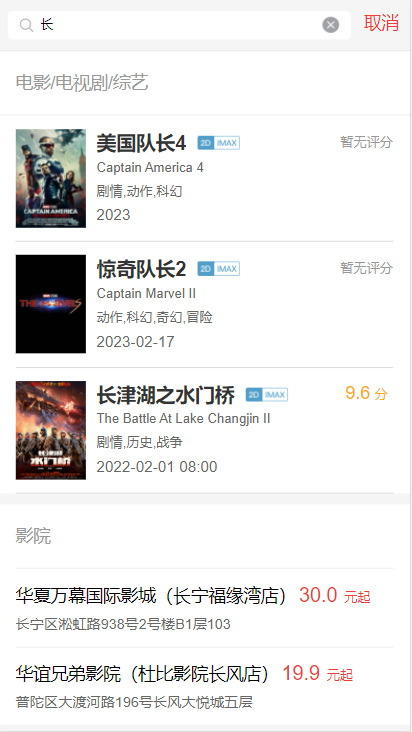 长
取消
电影/电视剧/综艺
美国队长4 2D IMAX 暂无评分
Captain America 4
剧情,动作,科幻
2023
惊奇队长2 2D IMAX 暂无评分
Captain Marvel II
动作,科幻,奇幻,冒险
2023-02-17
长津湖之水门桥 2D IMAX 9.6 分
The Battle At Lake Changjin II
剧情,历史,战争
2022-02-01 08:00
CAPTAIN AMERICA
水门桥
影院
华夏万幕国际影城（长宁福缘湾店） 30.0 元起
长宁区淞虹路938号2号楼B1层103
华谊兄弟影院（杜比影院长风店） 19.9 元起
普陀区大渡河路196号长风大悦城五层